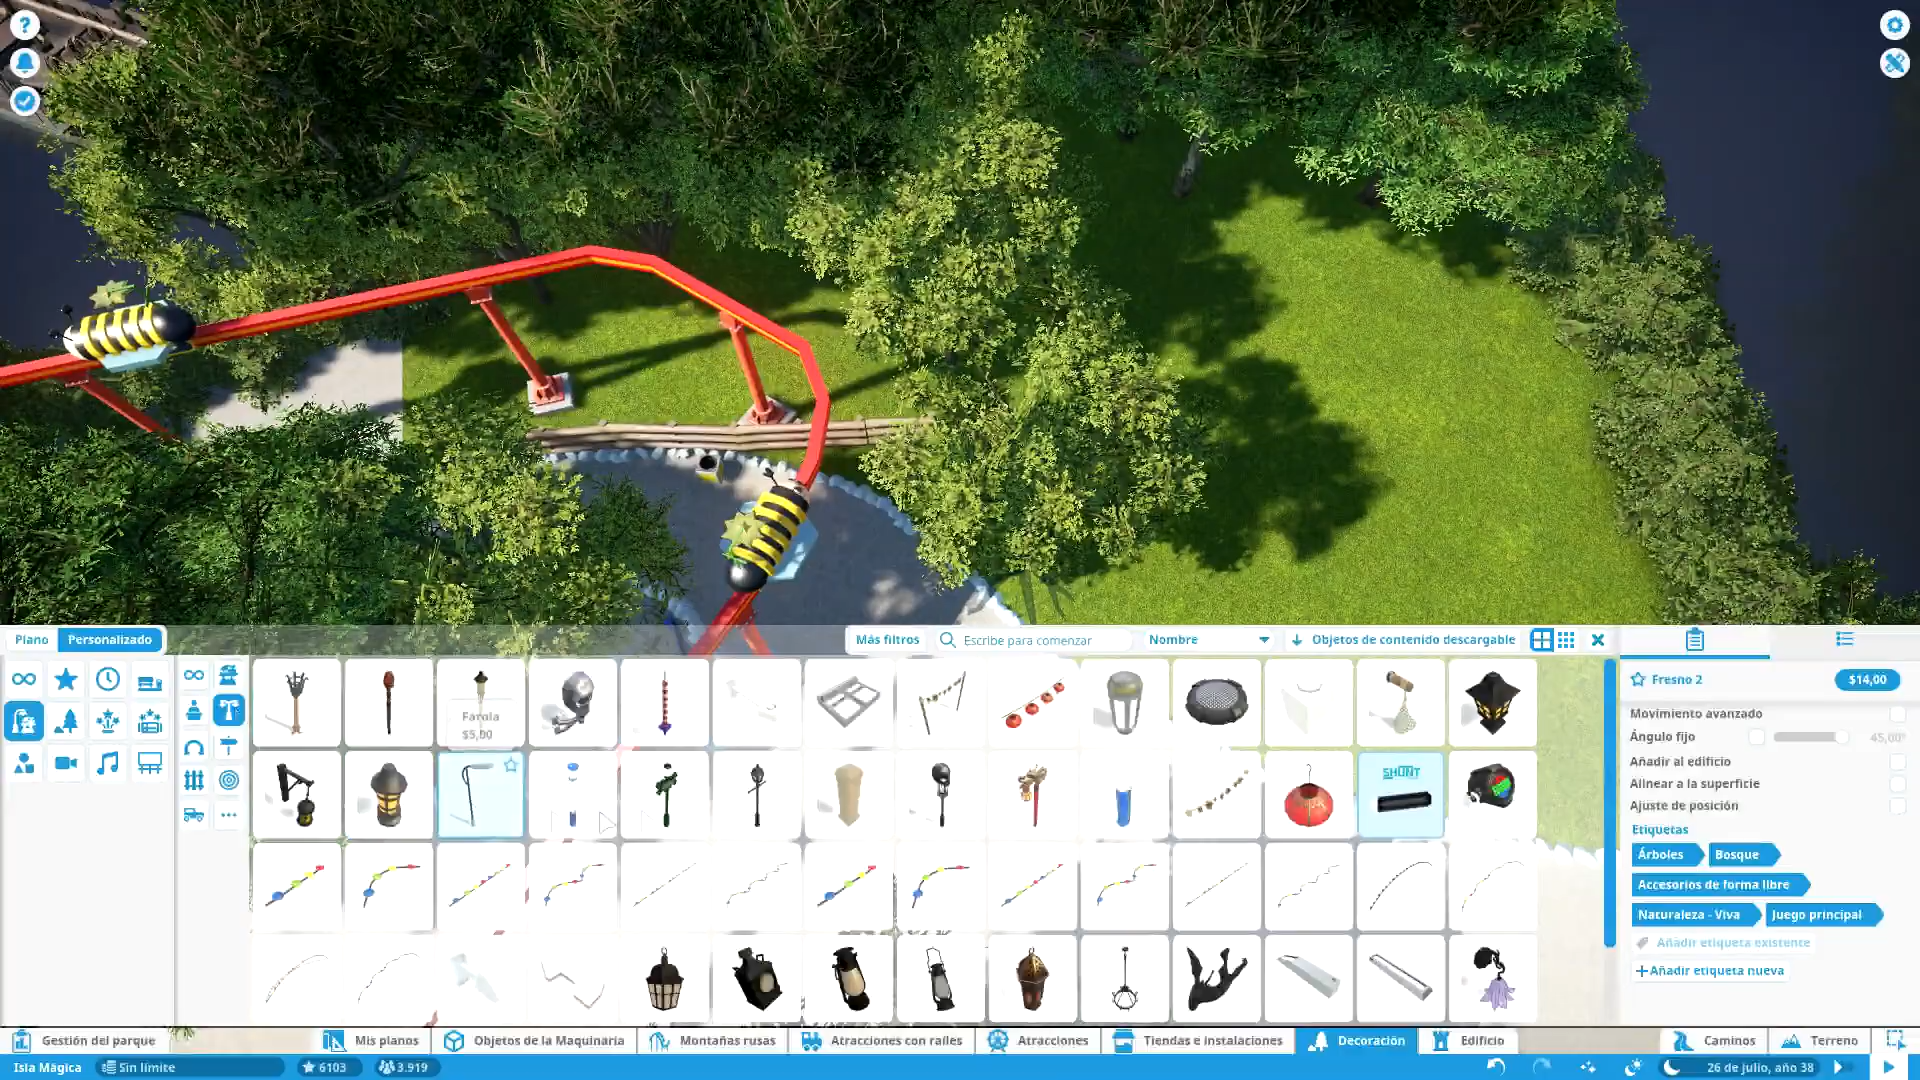 Plano
Personalizado
Más filtros
Escribe para comenzar
Nombre
Objetos de contenido descargable
Farola
$5,00
SHUNT
Fresno 2
$14,00
Movimiento avanzado
Ángulo fijo
45,00°
Añadir al edificio
Alinear a la superficie
Ajuste de posición
Etiquetas
Árboles
Bosque
Accesorios de forma libre
Naturaleza - Viva
Juego principal
Añadir etiqueta existente
+Añadir etiqueta nueva
Gestión del parque
Mis planos
Objetos de la Maquinaria
Montañas rusas
Atracciones con raíles
Atracciones
Tiendas e instalaciones
Decoración
Edificio
Caminos
Terreno
Isla Mágica
Sin límite
6103
3.919
26 de julio, año 38